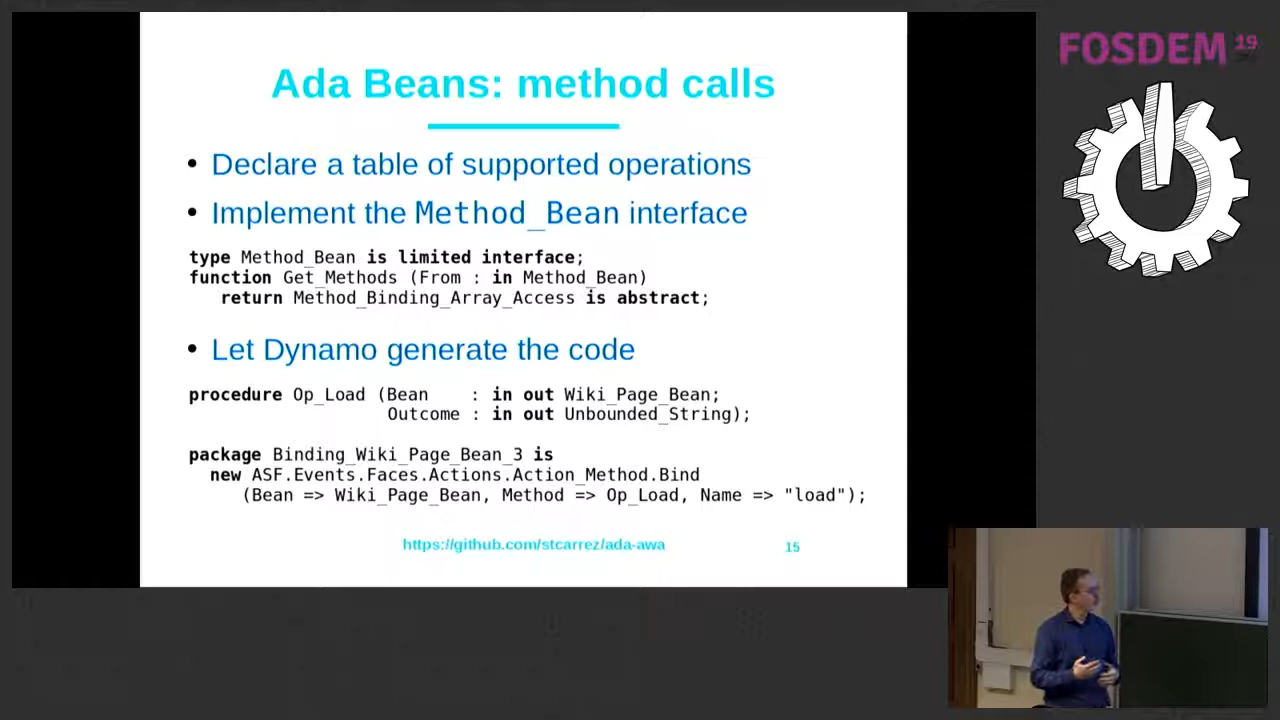 Ada Beans: method calls
• Declare a table of supported operations
• Implement the Method_Bean interface
type Method_Bean is limited interface;
function Get_Methods (From : in Method_Bean)
return Method_Binding_Array_Access is abstract;
• Let Dynamo generate the code
procedure Op_Load (Bean : in out Wiki_Page_Bean;
Outcome : in out Unbounded_String);
package Binding_Wiki_Page_Bean_3 is
new ASF.Events.Faces.Actions.Action_Method.Bind
(Bean => Wiki_Page_Bean, Method => Op_Load, Name => "load");
https://github.com/stcarrez/ada-awa
15
FOSDEM 19